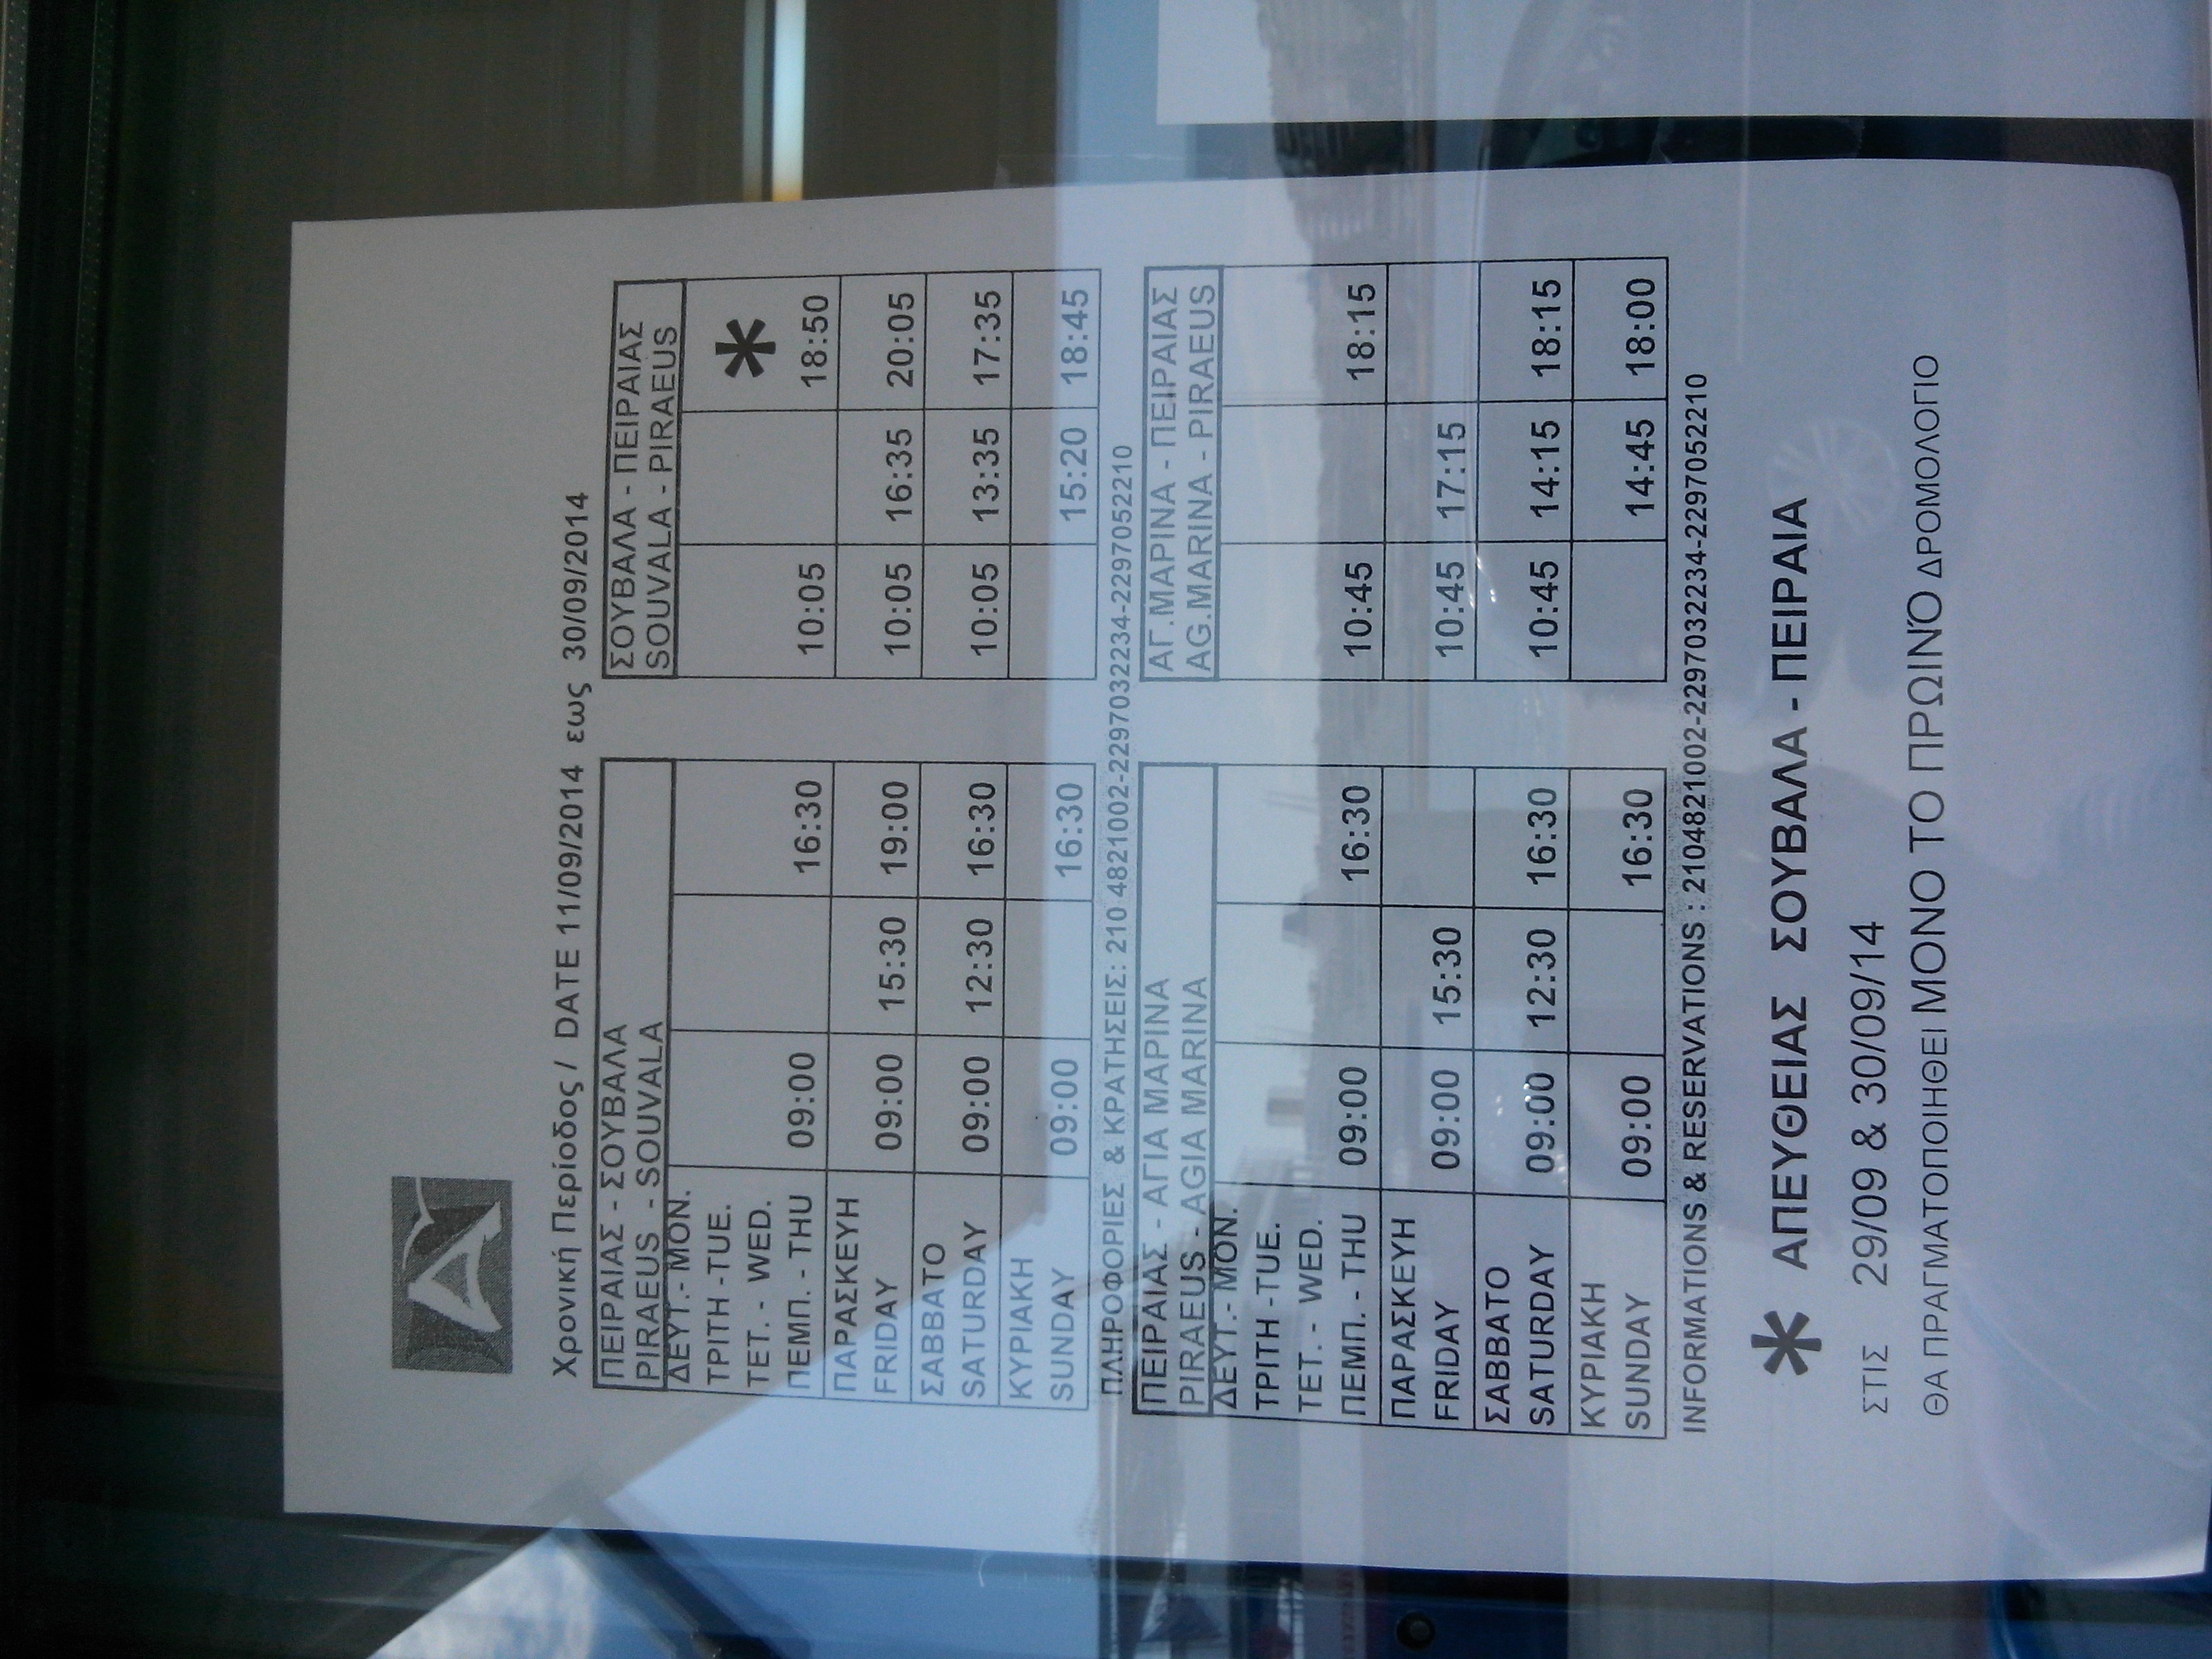 Χρονική Περίοδος / DATE 11/09/2014 εως 30/09/2014
ΠΕΙΡΑΙΑΣ - ΣΟΥΒΑΛΑ
PIRAEUS - SOUVALA
ΣΟΥΒΑΛΑ - ΠΕΙΡΑΙΑΣ
SOUVALA - PIRAEUS
ΔΕΥΤ.- MON.
ΤΡΙΤΗ -TUE. *
ΤΕΤ. - WED.
ΠΕΜΠ. - THU 09:00 16:30 10:05 18:50
ΠΑΡΑΣΚΕΥΗ
FRIDAY 09:00 15:30 19:00 10:05 16:35 20:05
ΣΑΒΒΑΤΟ
SATURDAY 09:00 12:30 16:30 10:05 13:35 17:35
ΚΥΡΙΑΚΗ
SUNDAY 09:00 16:30 15:20 18:45
ΠΛΗΡΟΦΟΡΙΕΣ & ΚΡΑΤΗΣΕΙΣ: 210 4821002-2297032234-2297052210
ΠΕΙΡΑΙΑΣ - ΑΓΙΑ ΜΑΡΙΝΑ
PIRAEUS - AGIA MARINA
ΑΓ.ΜΑΡΙΝΑ - ΠΕΙΡΑΙΑΣ
AG.MARINA - PIRAEUS
ΔΕΥΤ.- MON.
ΤΡΙΤΗ -TUE.
ΤΕΤ. - WED.
ΠΕΜΠ. - THU 09:00 16:30 10:45 18:15
ΠΑΡΑΣΚΕΥΗ
FRIDAY 09:00 15:30 10:45 17:15
ΣΑΒΒΑΤΟ
SATURDAY 09:00 12:30 16:30 10:45 14:15 18:15
ΚΥΡΙΑΚΗ
SUNDAY 09:00 16:30 14:45 18:00
INFORMATIONS & RESERVATIONS : 2104821002-2297032234-2297052210
* ΑΠΕΥΘΕΙΑΣ ΣΟΥΒΑΛΑ - ΠΕΙΡΑΙΑ
ΣΤΙΣ 29/09 & 30/09/14
ΘΑ ΠΡΑΓΜΑΤΟΠΟΙΗΘΕΙ ΜΟΝΟ ΤΟ ΠΡΩΙΝΌ ΔΡΟΜΟΛΟΓΙΟ